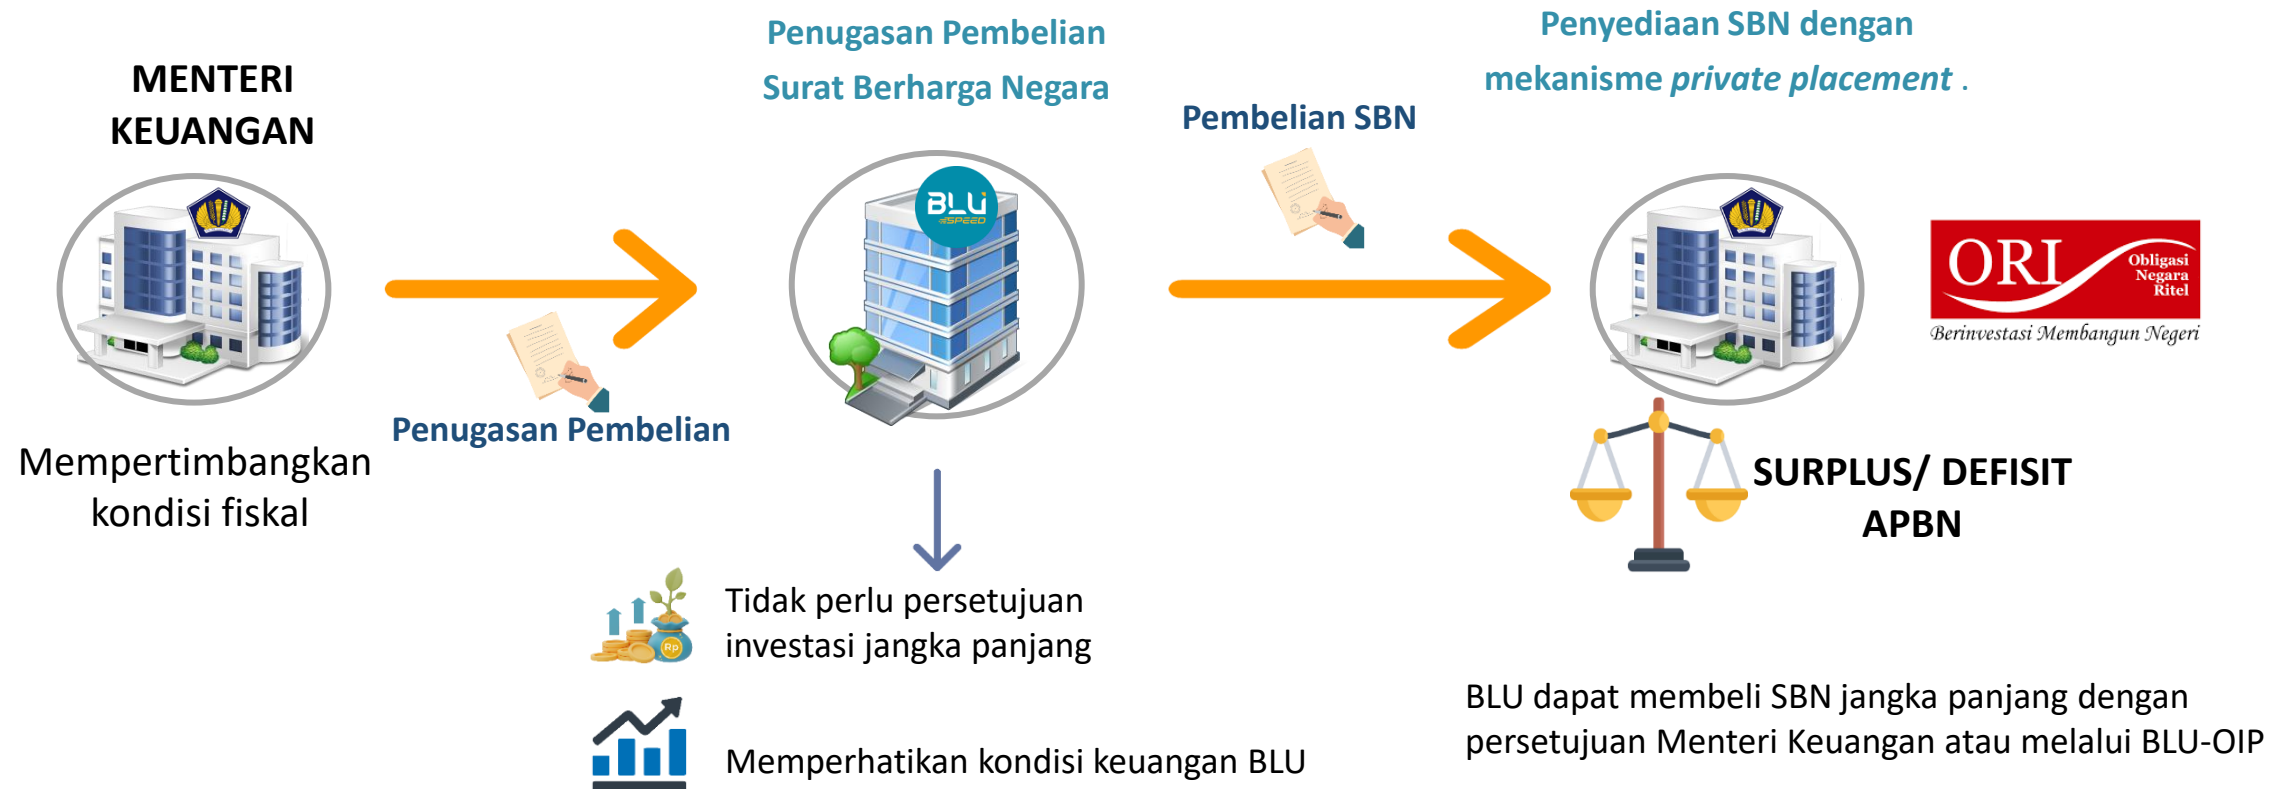 MENTERI
KEUANGAN
Mempertimbangkan
kondisi fiskal
Penugasan Pembelian
Penugasan Pembelian
Surat Berharga Negara
BLU
SPEED
Tidak perlu persetujuan
investasi jangka panjang
Rp
Memperhatikan kondisi keuangan BLU
Pembelian SBN
Penyediaan SBN dengan
mekanisme private placement .
ORI
Obligasi
Negara
Ritel
Berinvestasi Membangun Negeri
SURPLUS/ DEFISIT
APBN
BLU dapat membeli SBN jangka panjang dengan
persetujuan Menteri Keuangan atau melalui BLU-OIP